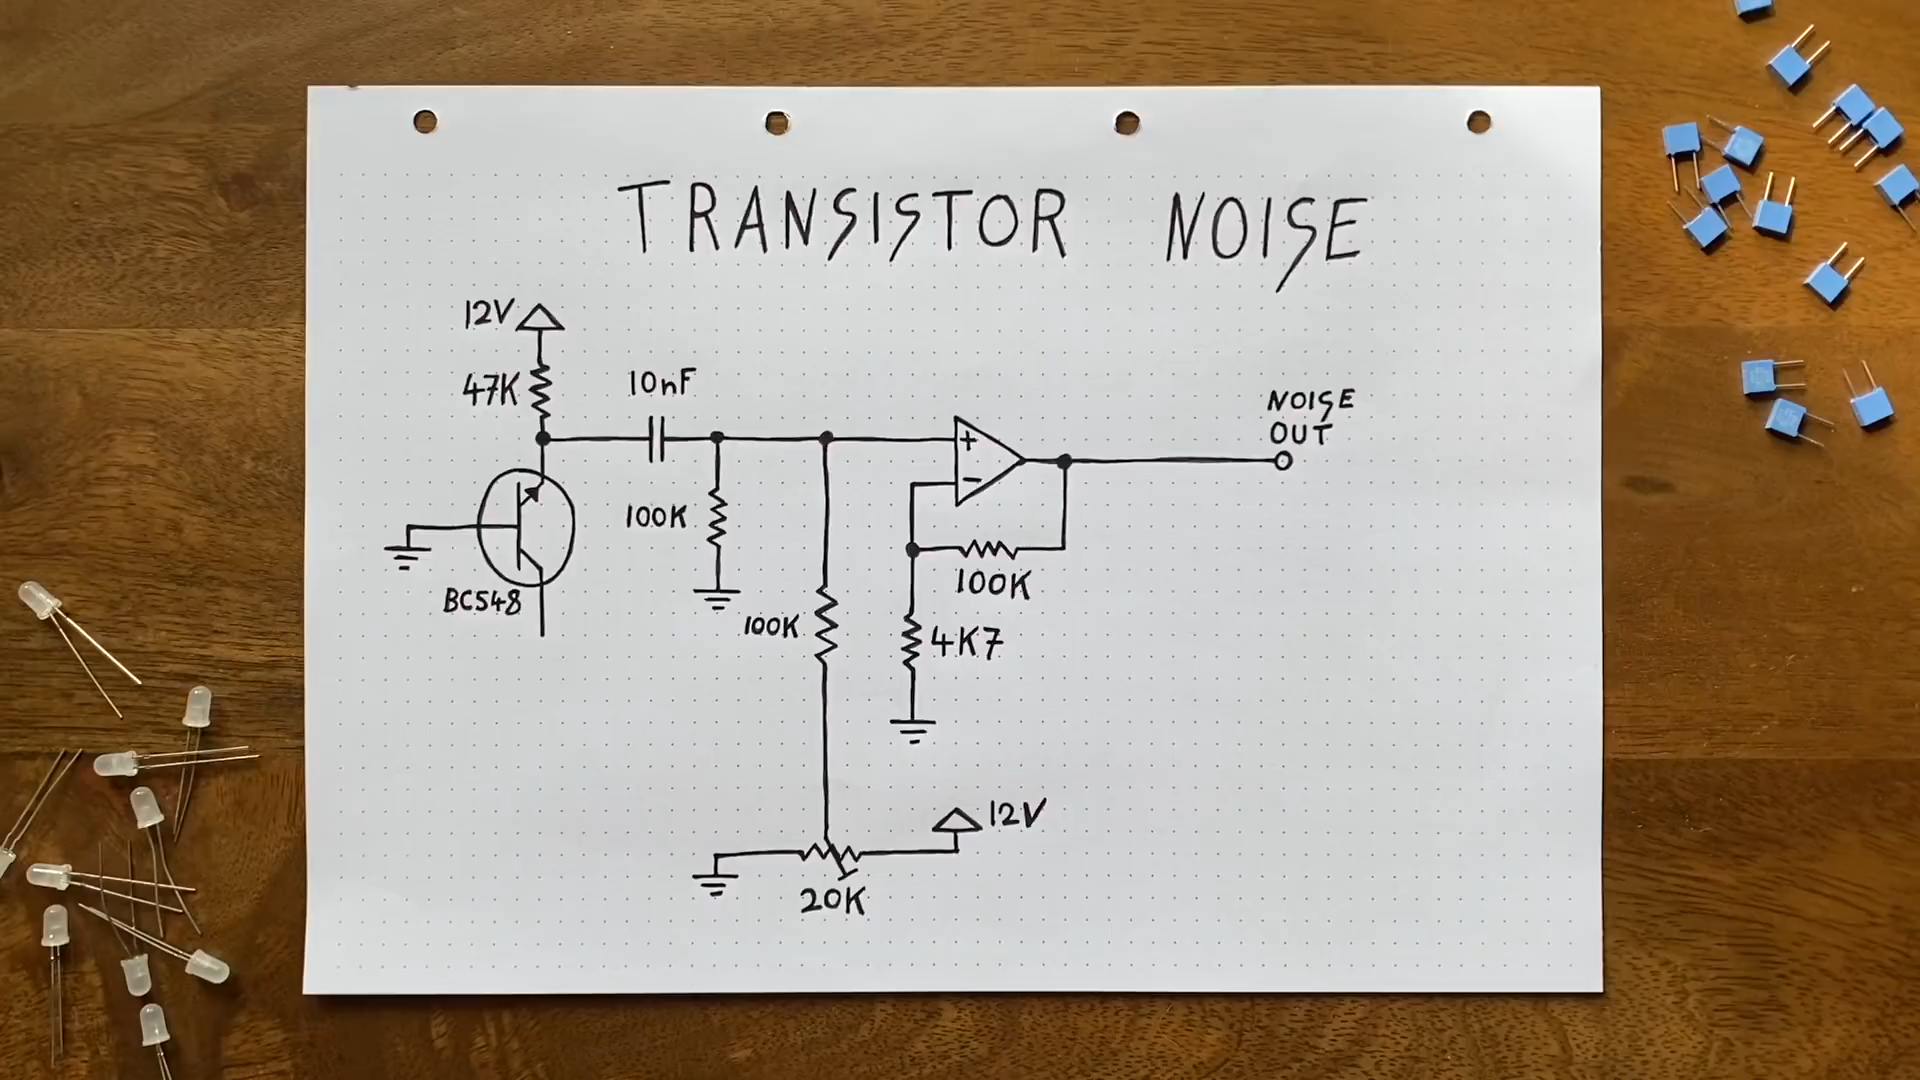 TRANSISTOR NOISE
12V
47K
10nF
NOISE
OUT
+
-
100K
100K
BC548
100K
4K7
12V
20K